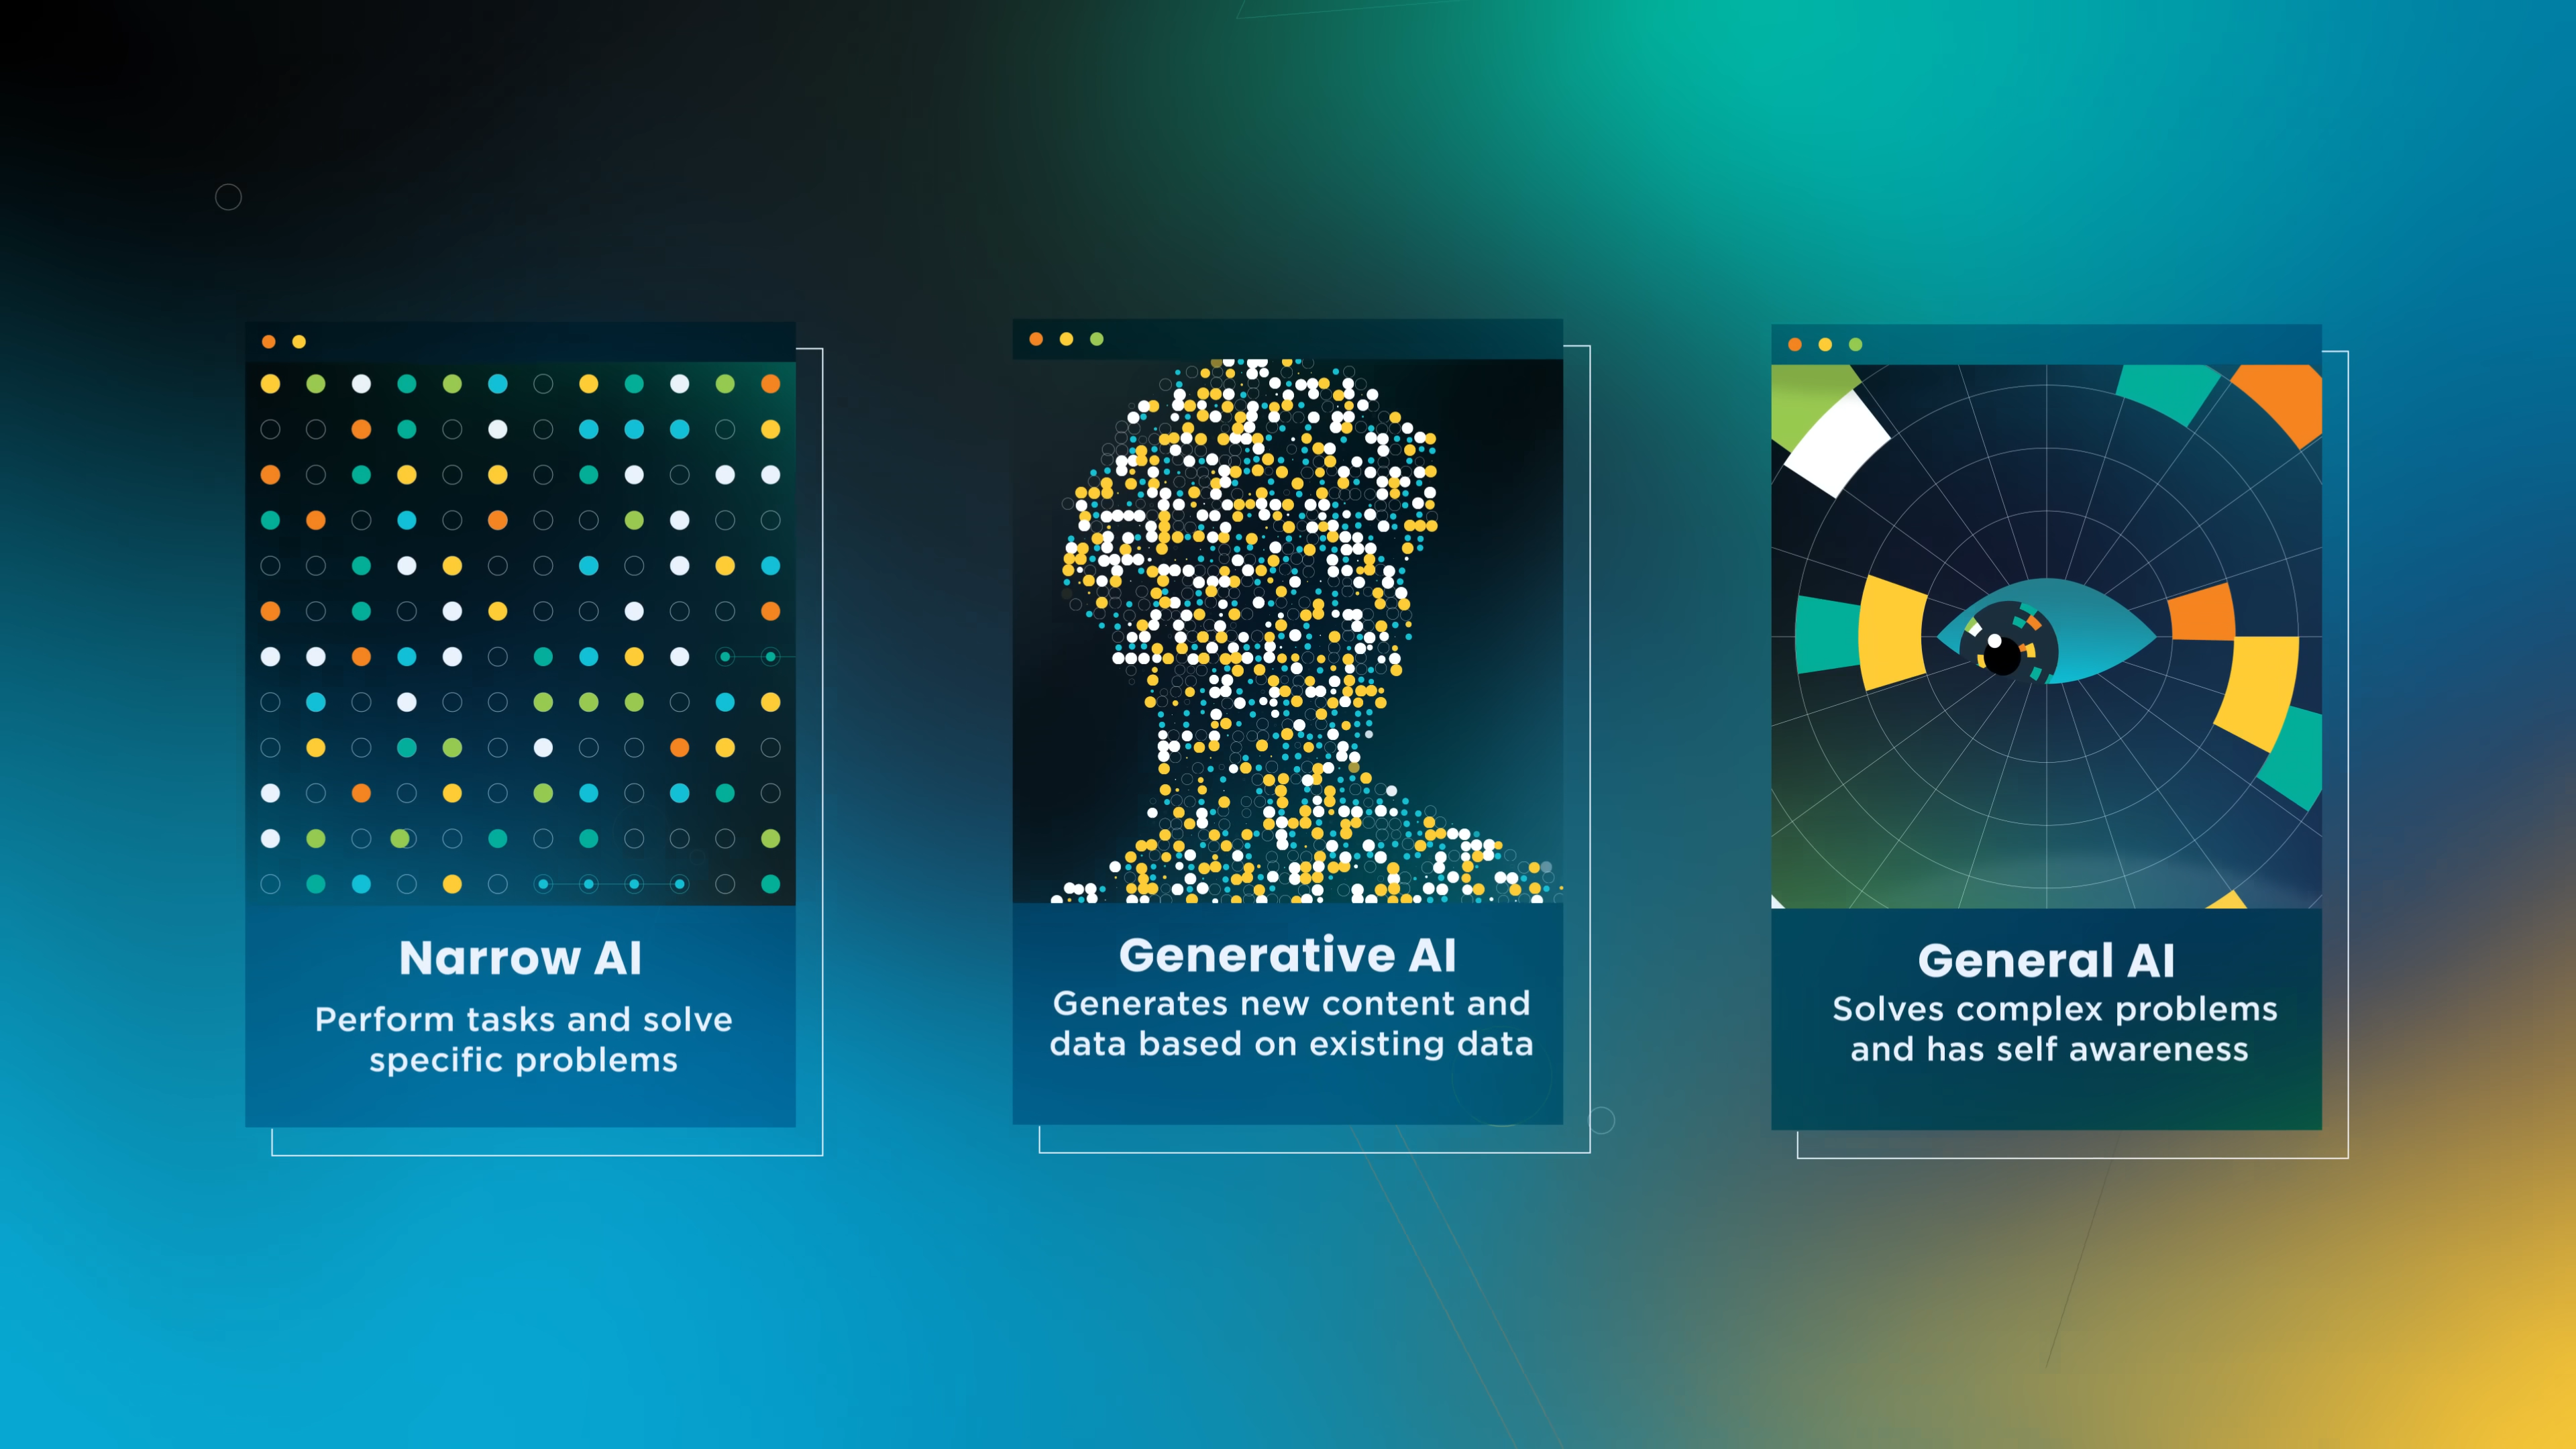 Narrow AI
Perform tasks and solve
specific problems
Generative AI
Generates new content and
data based on existing data
General AI
Solves complex problems
and has self awareness